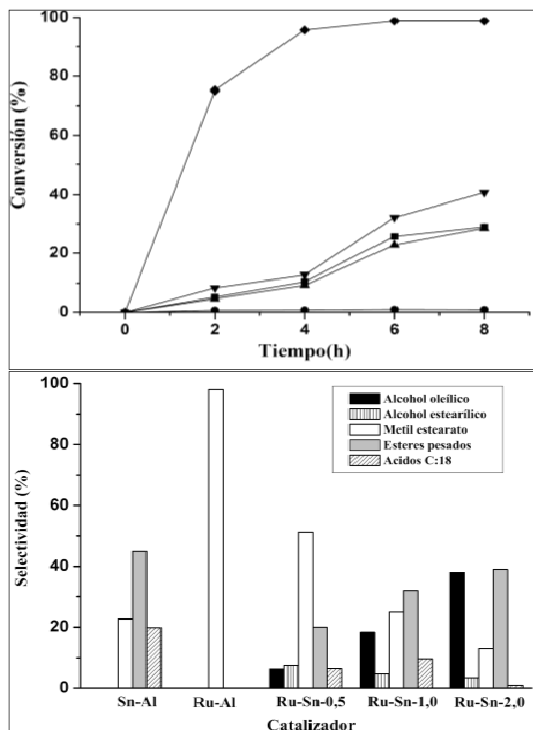 100
80
60
40
20
0
Conversión (%)
0 2 4 6 8
Tiempo(h)
100
80
60
40
20
0
Selectividad (%)
Alcohol oleílico
Alcohol estearílico
Metil estearato
Esteres pesados
Acidos C:18
Sn-Al Ru-Al Ru-Sn-0,5 Ru-Sn-1,0 Ru-Sn-2,0
Catalizador